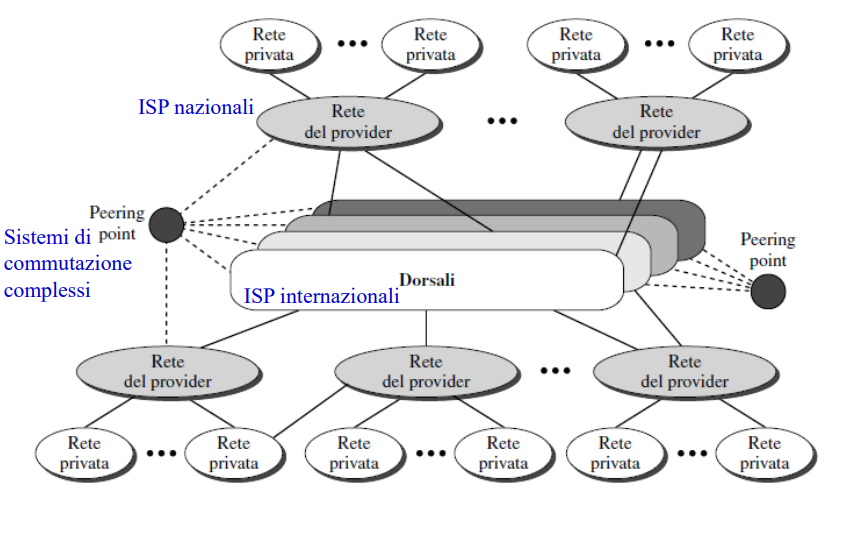 Rete
privata
Rete
privata
Rete
privata
Rete
privata
ISP nazionali
Rete
del provider
Rete
del provider
Peering
point
Sistemi di
commutazione
complessi
Peering
point
Dorsali
ISP internazionali
Rete
del provider
Rete
del provider
Rete
del provider
Rete
privata
Rete
privata
Rete
privata
Rete
privata
Rete
privata
Rete
privata